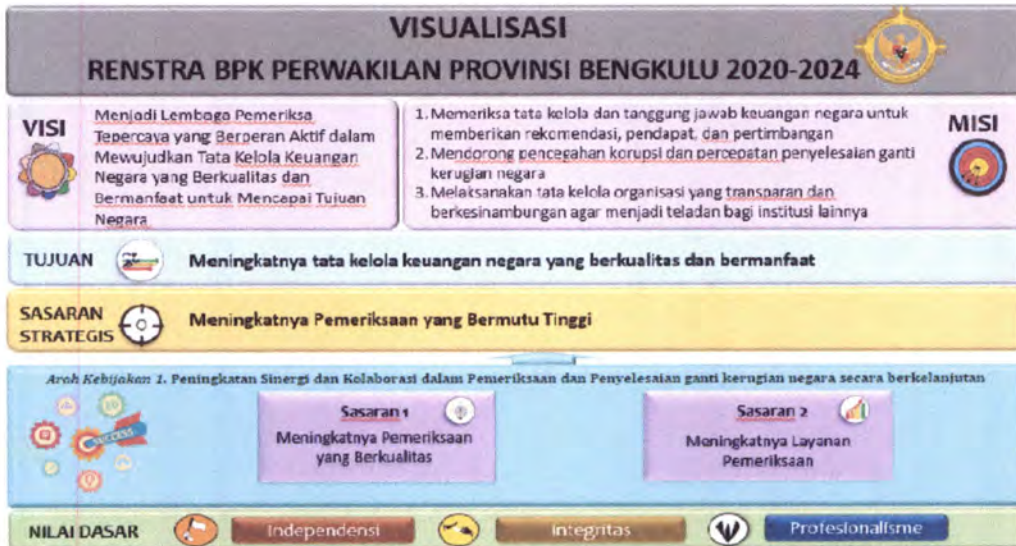 VISUALISASI
RENSTRA BPK PERWAKILAN PROVINSI BENGKULU 2020-2024
VISI
Menjadi Lembaga Pemeriksa
Tepercaya yang Berperan Aktif dalam
Mewujudkan Tata Kelola Keuangan
Negara yang Berkualitas dan
Bermanfaat untuk Mencapai Tujuan
Negara
1. Memeriksa tata kelola dan tanggung jawab keuangan negara untuk
memberikan rekomendasi, pendapat, dan pertimbangan
2. Mendorong pencegahan korupsi dan percepatan penyelesaian ganti
kerugian negara
3. Melaksanakan tata kelola organisasi yang transparan dan
berkesinambungan agar menjadi teladan bagi institusi lainnya
MISI
TUJUAN
Meningkatnya tata kelola keuangan negara yang berkualitas dan bermanfaat
SASARAN
STRATEGIS
Meningkatnya Pemeriksaan yang Bermutu Tinggi
Arah Kebijakan 1. Peningkatan Sinergi dan Kolaborasi dalam Pemeriksaan dan Penyelesaian ganti kerugian negara secara berkelanjutan
SUCCESS
Sasaran 1
Meningkatnya Pemeriksaan
yang Berkualitas
Sasaran 2
Meningkatnya Layanan
Pemeriksaan
NILAI DASAR
Independensi
Integritas
Profesionalisme